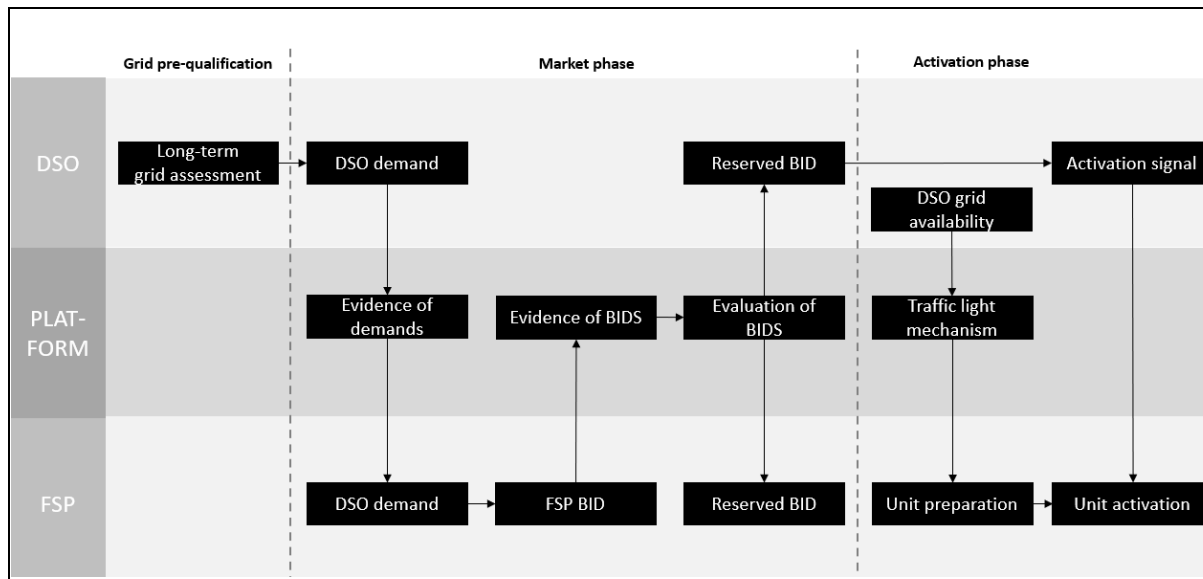 Grid pre-qualification
Market phase
Activation phase
DSO
Long-term
grid assessment
DSO demand
Reserved BID
Activation signal
DSO grid
availability
PLAT-
FORM
Evidence of
demands
Evidence of BIDS
Evaluation of
BIDS
Traffic light
mechanism
FSP
DSO demand
FSP BID
Reserved BID
Unit preparation
Unit activation